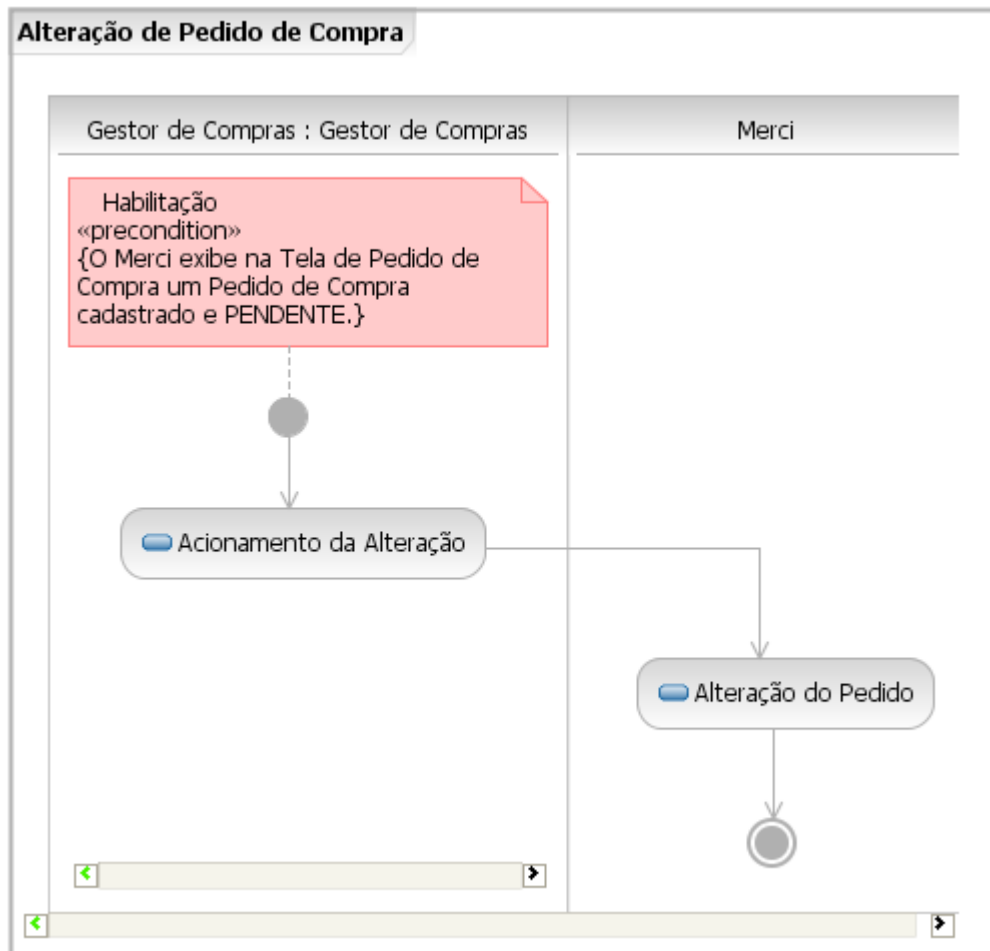 Alteração de Pedido de Compra
Gestor de Compras : Gestor de Compras
Merci
Habilitação
«precondition»
{O Merci exibe na Tela de Pedido de
Compra um Pedido de Compra
cadastrado e PENDENTE.}
Acionamento da Alteração
Alteração do Pedido